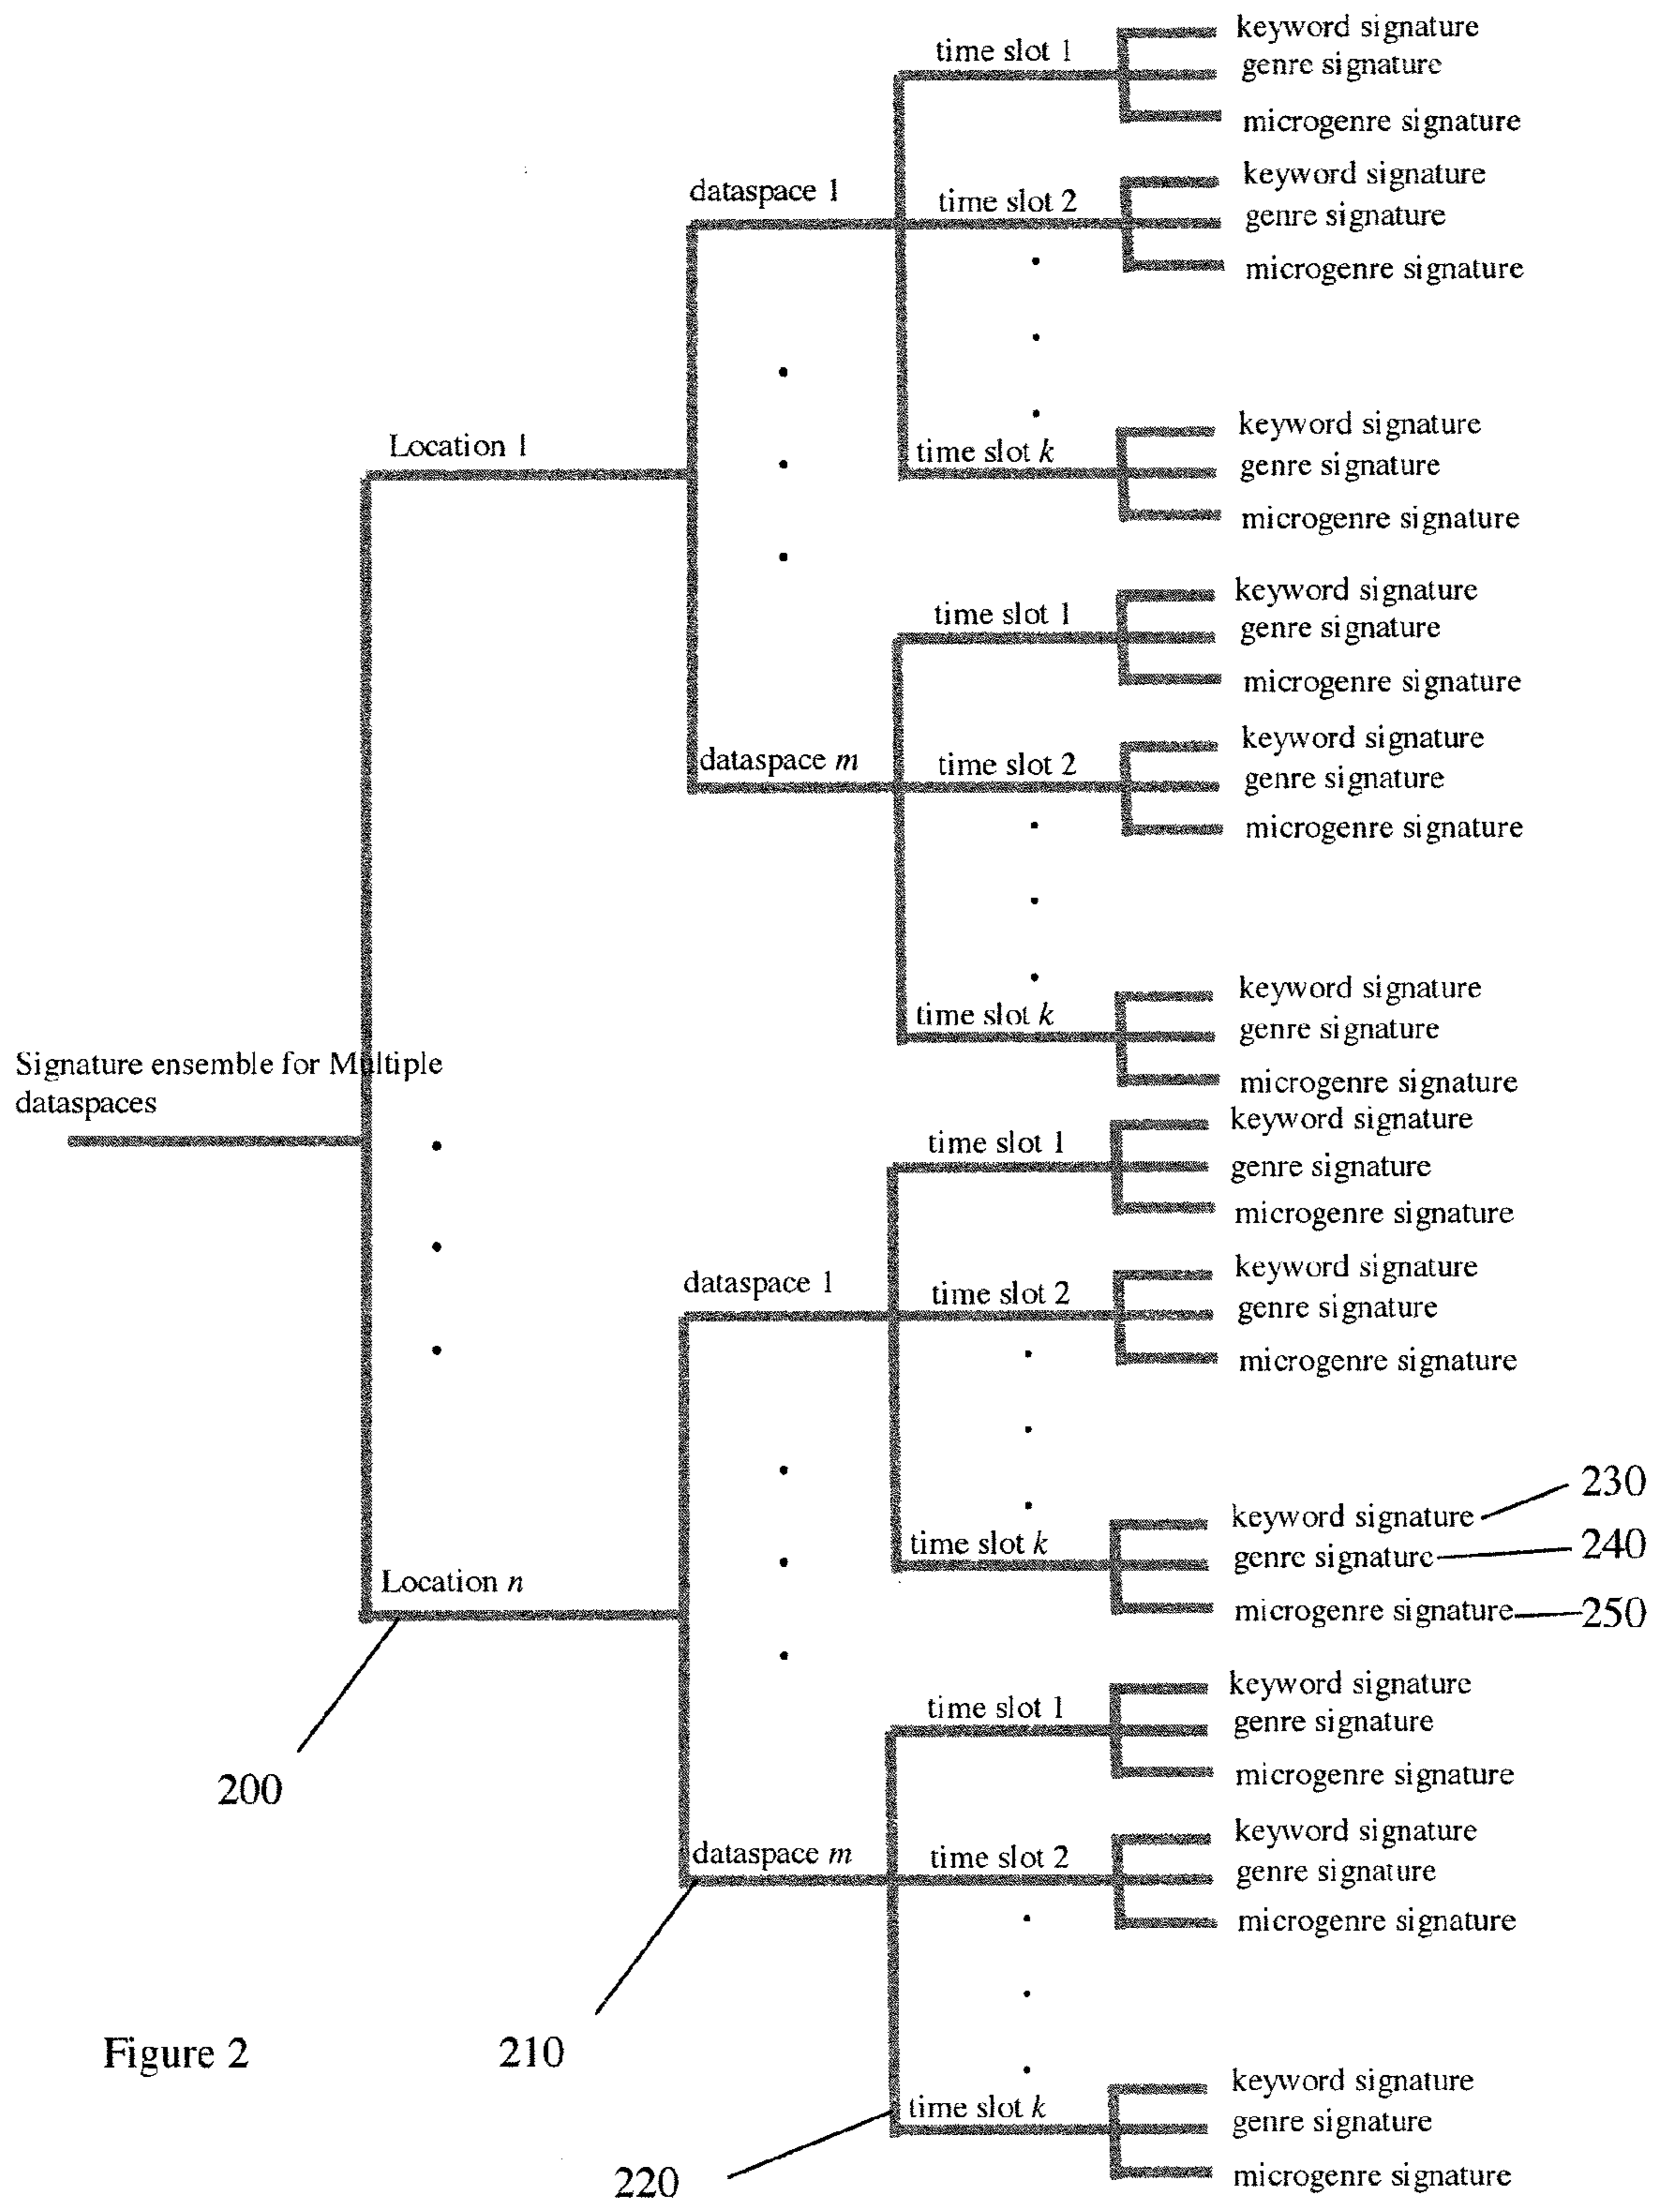 keyword signature
time slot 1
genre signature
microgenre signature
keyword signature
dataspace 1
time slot 2
genre signature
microgenre signature
keyword signature
Location 1
time slot k
genre signature
microgenre signature
keyword signature
time slot 1
genre signature
microgenre signature
keyword signature
dataspace m
time slot 2
genre signature
microgenre signature
keyword signature
time slot k
genre signature
Signature ensemble for Multiple
dataspaces
microgenre signature
keyword signature
time slot 1
genre signature
microgenre signature
keyword signature
dataspace 1
time slot 2
genre signature
microgenre signature
230
keyword signature
time slot k
genre signature
240
Location n
microgenre signature
250
keyword signature
time slot 1
genre signature
200
microgenre signature
keyword signature
dataspace m
time slot 2
genre signature
microgenre signature
Figure 2
210
keyword signature
time slot k
genre signature
220
microgenre signature